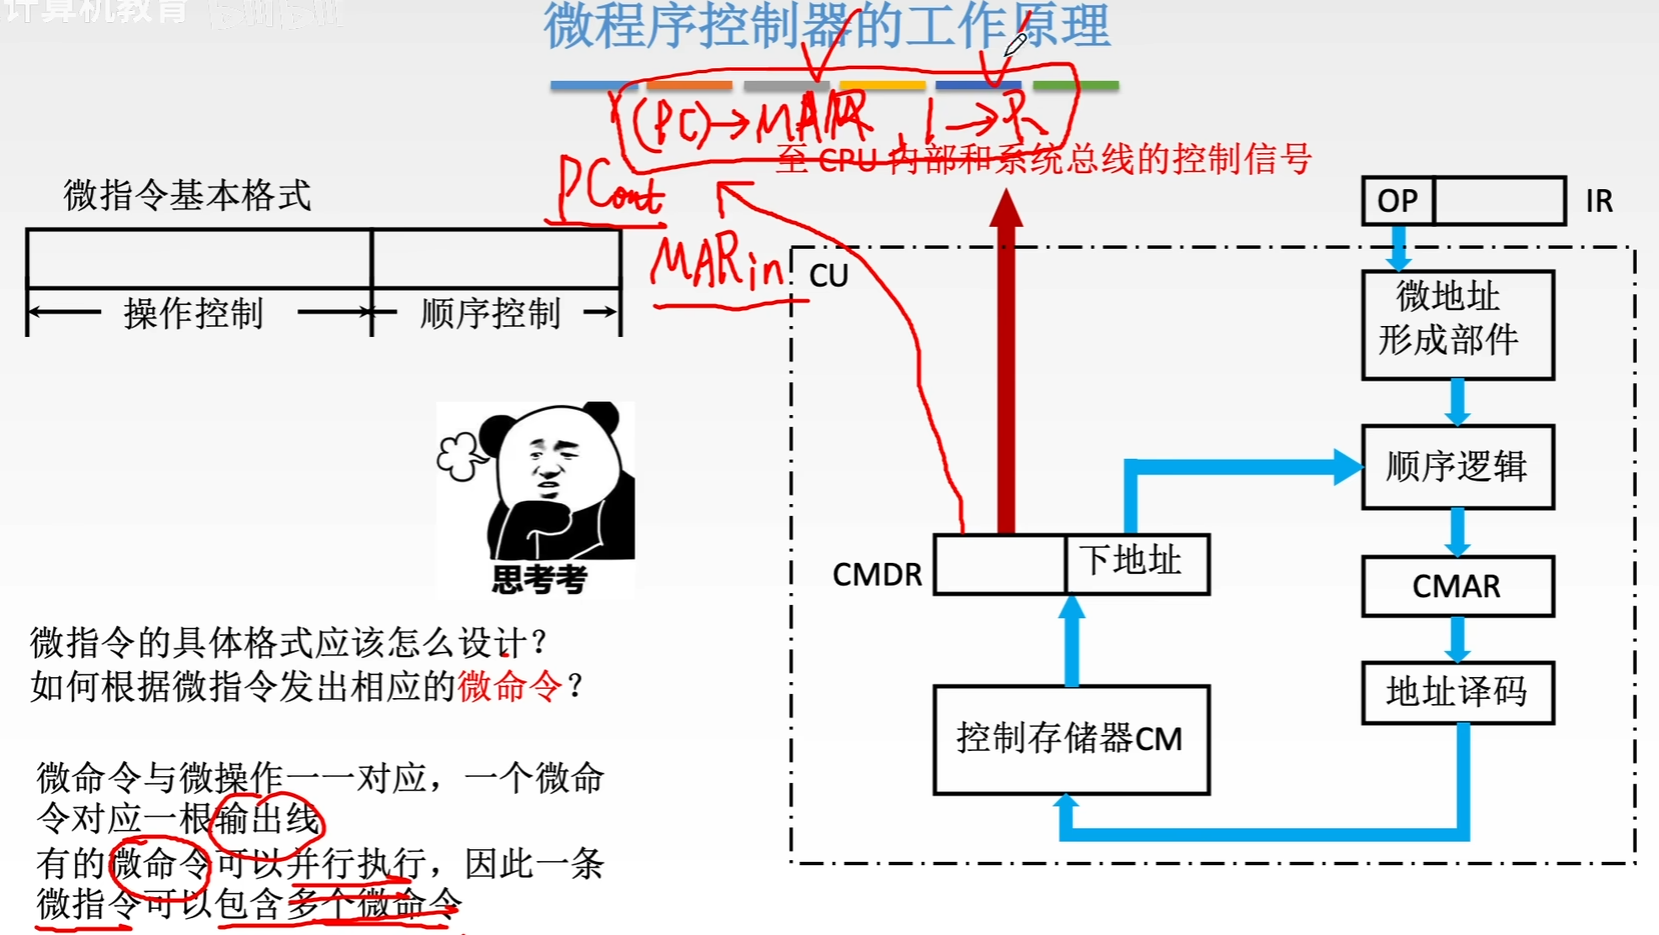 计算机教育
微程序控制器的工作原理
(PC)→MAR, 1→R
至 CPU 内部和系统总线的控制信号
PCout
MARin
微指令基本格式
操作控制 顺序控制
OP IR
CU
微地址
形成部件
顺序逻辑
CMDR 下地址
CMAR
地址译码
控制存储器CM
思考考
微指令的具体格式应该怎么设计?
如何根据微指令发出相应的微命令?
微命令与微操作一一对应，一个微命
令对应一根输出线
有的微命令可以并行执行，因此一条
微指令可以包含多个微命令